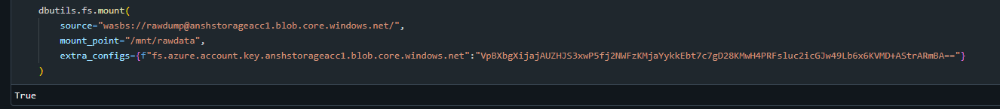 dbutils.fs.mount(
source="wasbs://rawdump@anshstorageacc1.blob.core.windows.net/",
mount_point="/mnt/rawdata",
extra_configs={f"fs.azure.account.key.anshstorageacc1.blob.core.windows.net":"VpBXbgXijajAUZHJS3xwP5fj2NWFzKMjaYykkEbt7c7gD28KMwH4PRFsluc2icGJw49Lb6x6KVMD+AStrARmBA=="}
)
True